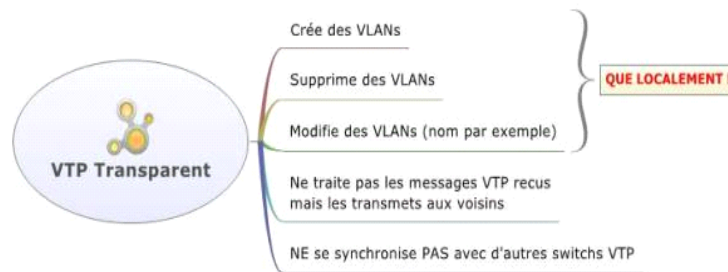 Crée des VLANs
Supprime des VLANs
QUE LOCALEMENT
Modifie des VLANs (nom par exemple)
VTP Transparent
Ne traite pas les messages VTP recus
mais les transmets aux voisins
NE se synchronise PAS avec d'autres switchs VTP